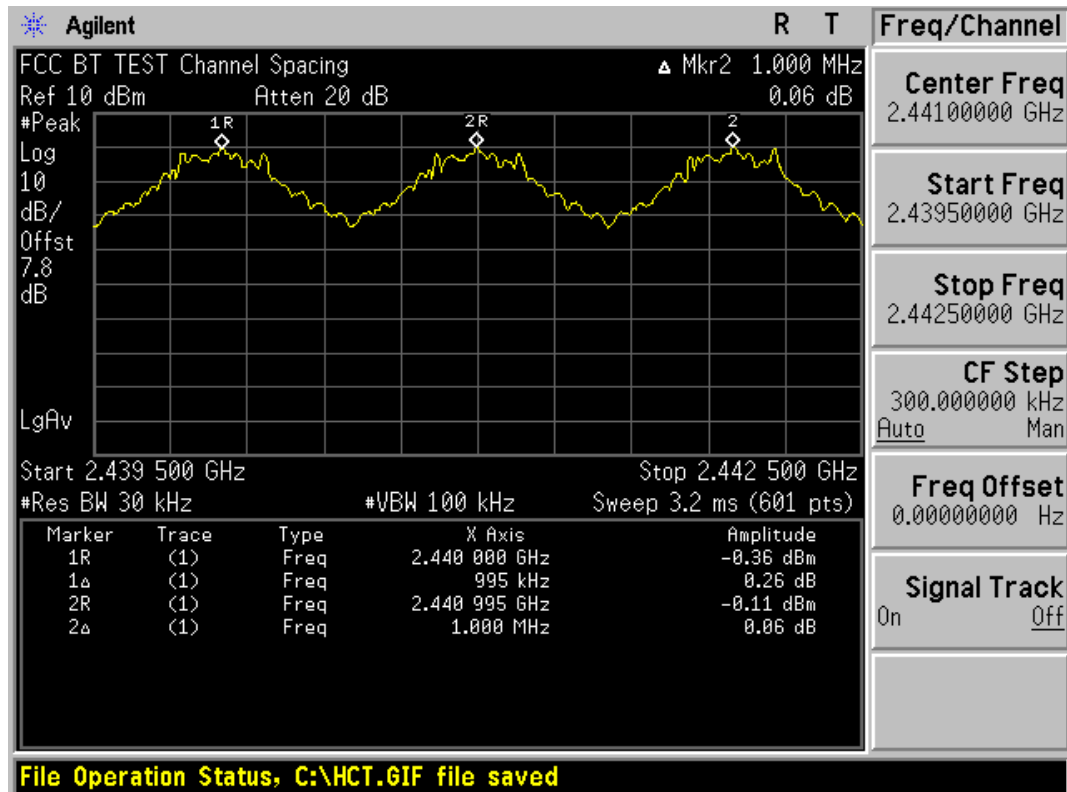 Agilent R T
FCC BT TEST Channel Spacing Δ Mkr2 1.000 MHz
Ref 10 dBm Atten 20 dB 0.06 dB
#Peak
Log
10
dB/
Offst
7.8
dB
LgAv
1R 2R 2
Start 2.439 500 GHz Stop 2.442 500 GHz
#Res BW 30 kHz #VBW 100 kHz Sweep 3.2 ms (601 pts)
Marker Trace Type X Axis Amplitude
1R (1) Freq 2.440 000 GHz -0.36 dBm
1Δ (1) Freq 995 kHz 0.26 dB
2R (1) Freq 2.440 995 GHz -0.11 dBm
2Δ (1) Freq 1.000 MHz 0.06 dB
File Operation Status, C:\HCT.GIF file saved
Freq/Channel
Center Freq
2.44100000 GHz
Start Freq
2.43950000 GHz
Stop Freq
2.44250000 GHz
CF Step
300.000000 kHz
Auto Man
Freq Offset
0.00000000 Hz
Signal Track
On Off